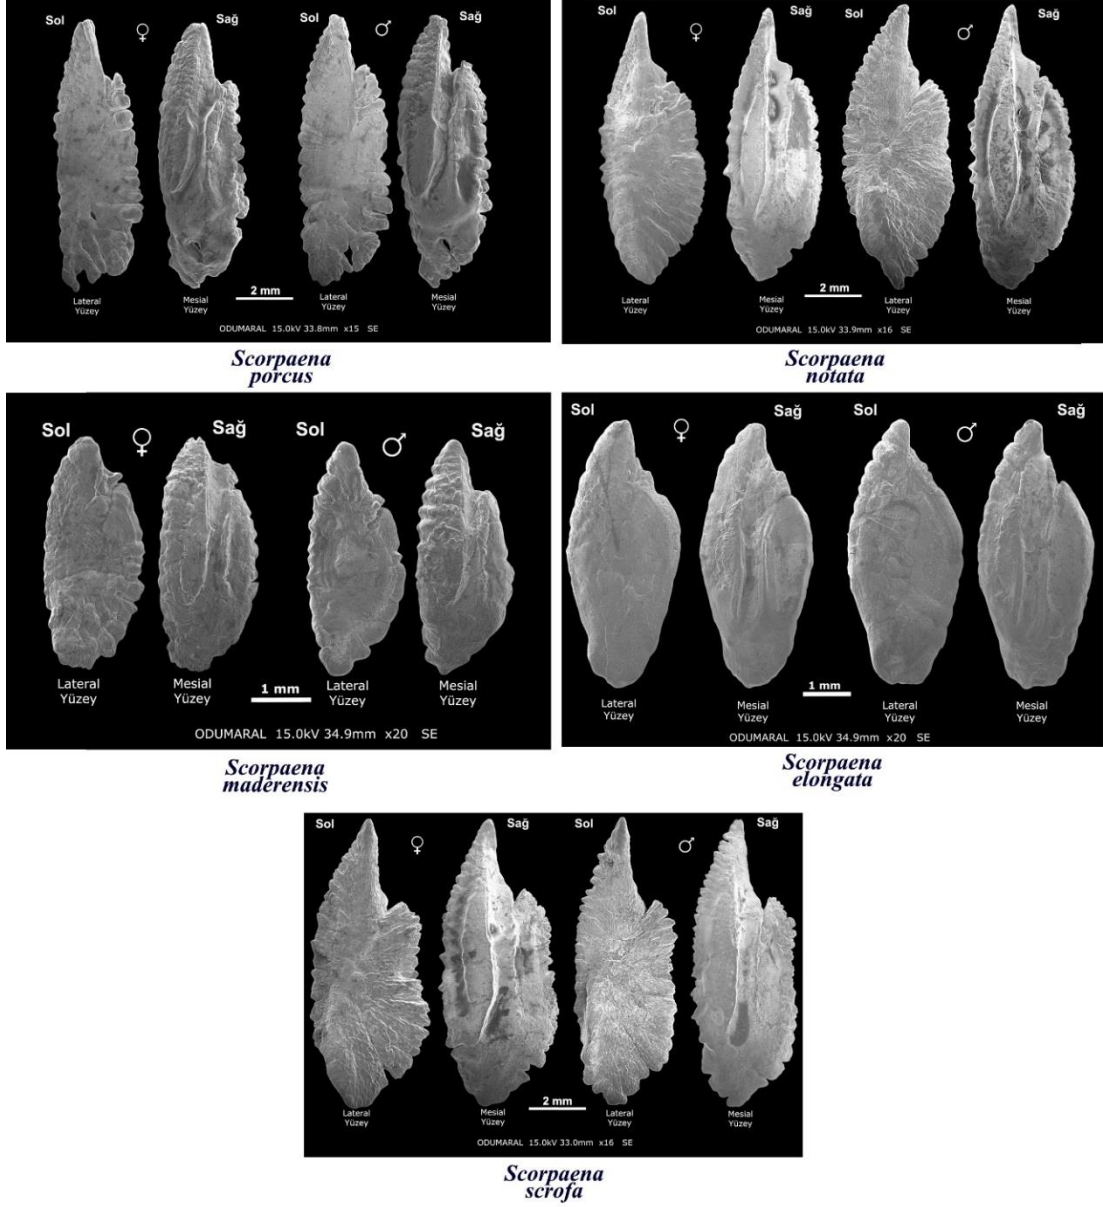 Sol ♀ Sağ ♂
Lateral Yüzey
Mesial Yüzey
2 mm
Lateral Yüzey
Mesial Yüzey
ODUMARAL 15.0kV 33.8mm x15 SE
Scorpaena
porcus
Sol ♀ Sağ Sol ♂ Sağ
Lateral Yüzey
Mesial Yüzey
2 mm
Lateral Yüzey
Mesial Yüzey
ODUMARAL 15.0kV 33.9mm x16 SE
Scorpaena
notata
Sol ♀ Sağ Sol ♂ Sağ
Lateral Yüzey
Mesial Yüzey
1 mm
Lateral Yüzey
Mesial Yüzey
ODUMARAL 15.0kV 34.9mm x20 SE
Scorpaena
maderensis
Sol ♀ Sağ Sol ♂ Sağ
Lateral Yüzey
Mesial Yüzey
1 mm
Lateral Yüzey
Mesial Yüzey
ODUMARAL 15.0kV 34.9mm x20 SE
Scorpaena
elongata
Sol ♀ Sağ Sol ♂ Sağ
Lateral Yüzey
Mesial Yüzey
2 mm
Lateral Yüzey
Mesial Yüzey
ODUMARAL 15.0kV 33.0mm x16 SE
Scorpaena
scrofa